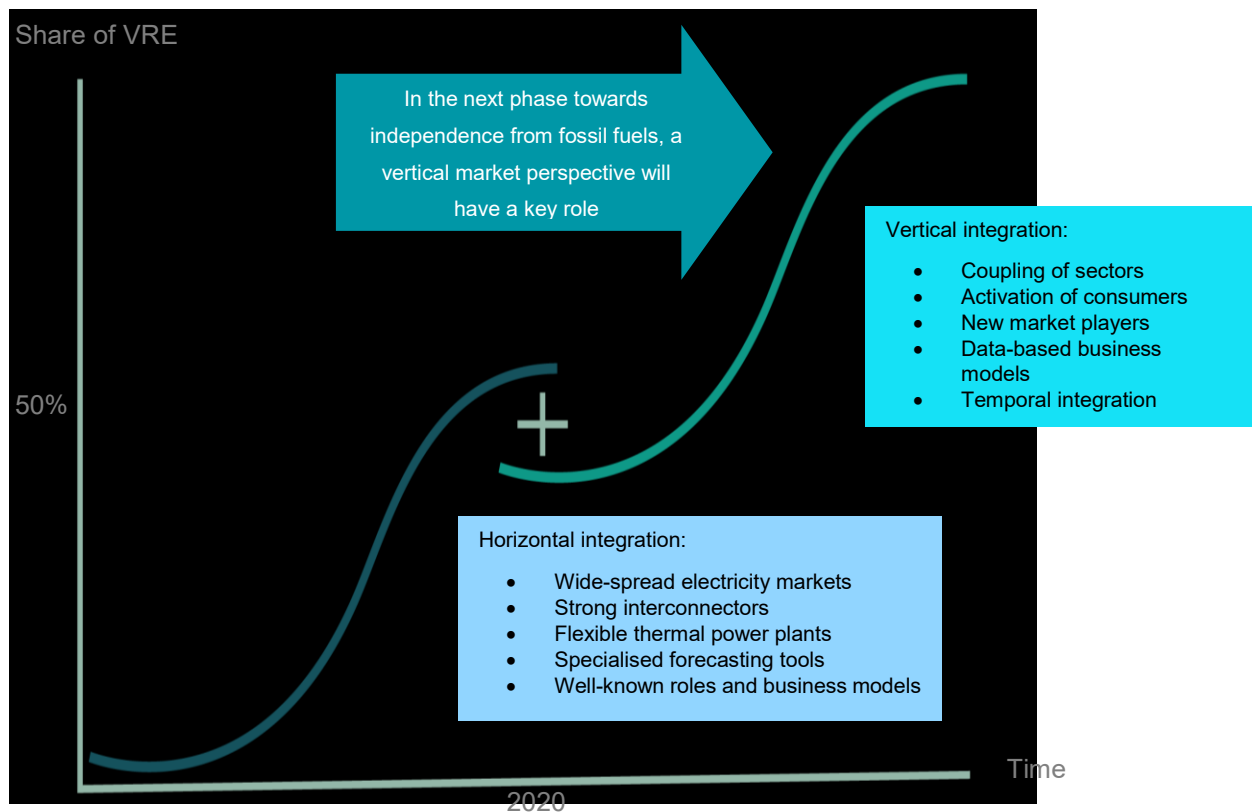 Share of VRE
In the next phase towards
independence from fossil fuels, a
vertical market perspective will
have a key role
Vertical integration:
• Coupling of sectors
• Activation of consumers
• New market players
• Data-based business
models
• Temporal integration
50%
Horizontal integration:
• Wide-spread electricity markets
• Strong interconnectors
• Flexible thermal power plants
• Specialised forecasting tools
• Well-known roles and business models
Time
2020